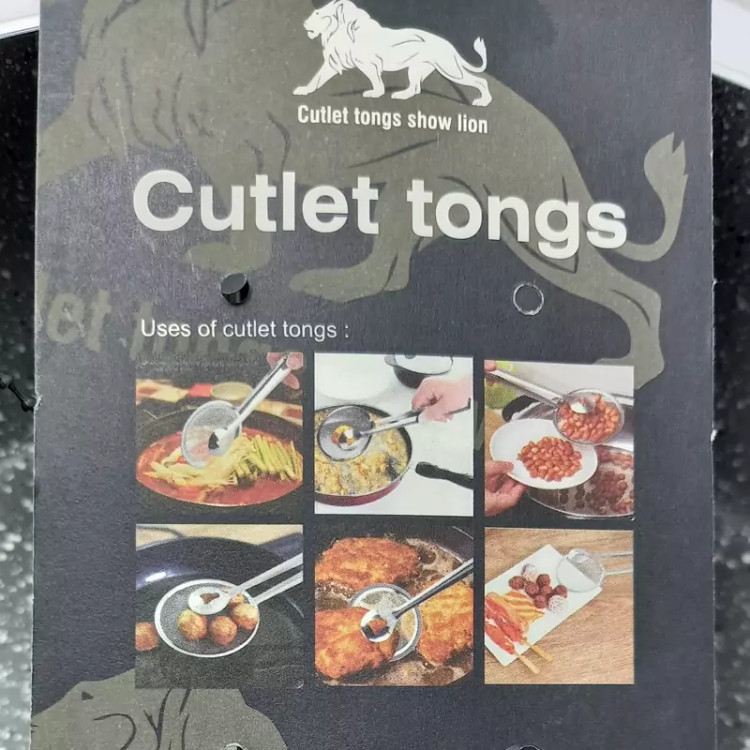 Cutlet tongs show lion
Cutlet tongs
Uses of cutlet tongs :